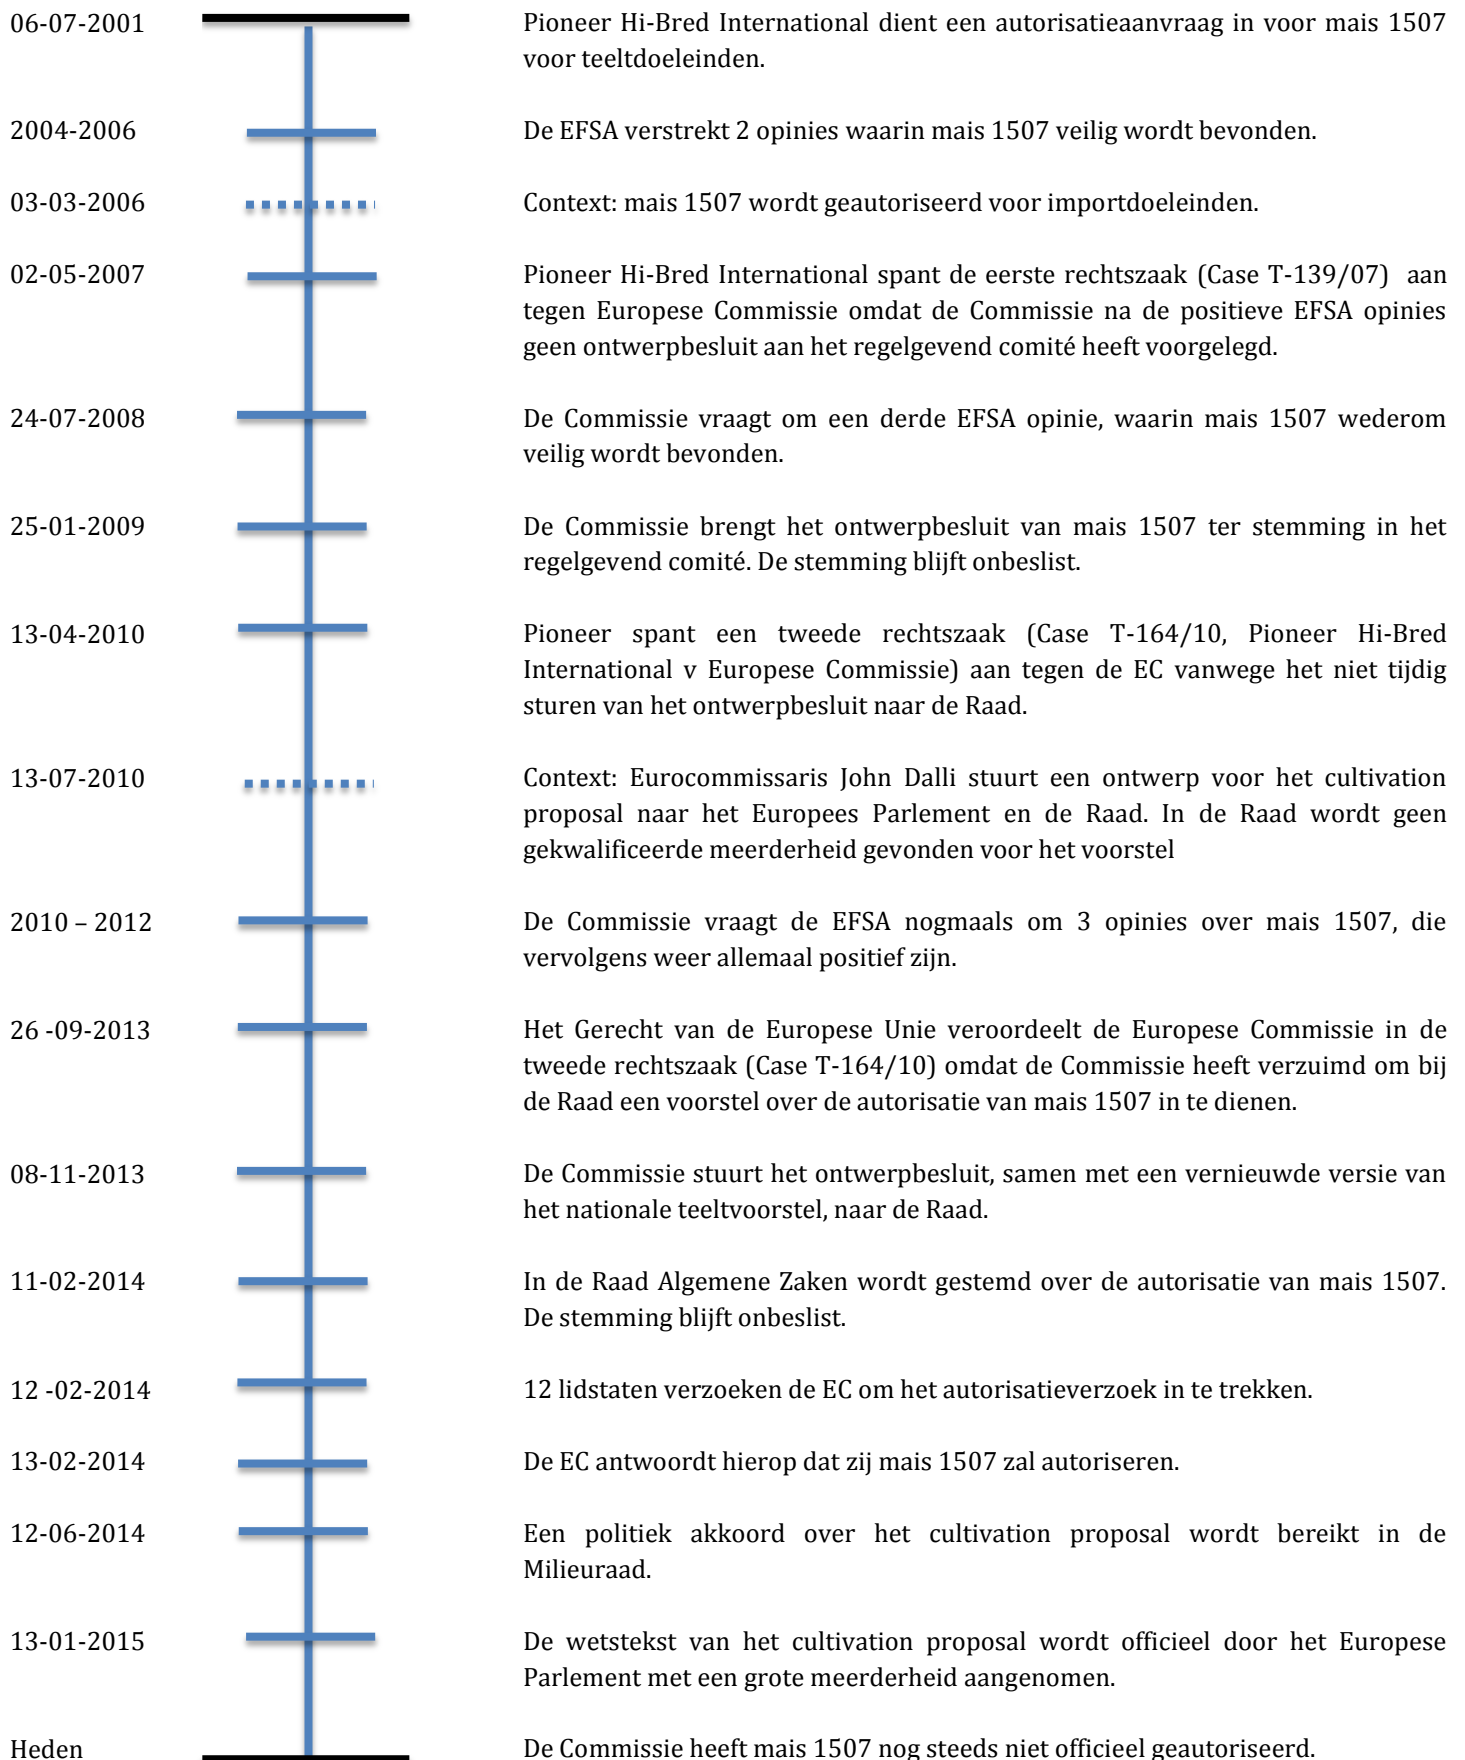 06-07-2001 Pioneer Hi-Bred International dient een autorisatieaanvraag in voor mais 1507
voor teeltdoeleinden.
2004-2006 De EFSA verstrekt 2 opinies waarin mais 1507 veilig wordt bevonden.
03-03-2006 Context: mais 1507 wordt geautoriseerd voor importdoeleinden.
02-05-2007 Pioneer Hi-Bred International spant de eerste rechtszaak (Case T-139/07) aan
tegen Europese Commissie omdat de Commissie na de positieve EFSA opinies
geen ontwerpbesluit aan het regelgevend comité heeft voorgelegd.
24-07-2008 De Commissie vraagt om een derde EFSA opinie, waarin mais 1507 wederom
veilig wordt bevonden.
25-01-2009 De Commissie brengt het ontwerpbesluit van mais 1507 ter stemming in het
regelgevend comité. De stemming blijft onbeslist.
13-04-2010 Pioneer spant een tweede rechtszaak (Case T-164/10, Pioneer Hi-Bred
International v Europese Commissie) aan tegen de EC vanwege het niet tijdig
sturen van het ontwerpbesluit naar de Raad.
13-07-2010 Context: Eurocommissaris John Dalli stuurt een ontwerp voor het cultivation
proposal naar het Europees Parlement en de Raad. In de Raad wordt geen
gekwalificeerde meerderheid gevonden voor het voorstel
2010 – 2012 De Commissie vraagt de EFSA nogmaals om 3 opinies over mais 1507, die
vervolgens weer allemaal positief zijn.
26 -09-2013 Het Gerecht van de Europese Unie veroordeelt de Europese Commissie in de
tweede rechtszaak (Case T-164/10) omdat de Commissie heeft verzuimd om bij
de Raad een voorstel over de autorisatie van mais 1507 in te dienen.
08-11-2013 De Commissie stuurt het ontwerpbesluit, samen met een vernieuwde versie van
het nationale teeltvoorstel, naar de Raad.
11-02-2014 In de Raad Algemene Zaken wordt gestemd over de autorisatie van mais 1507.
De stemming blijft onbeslist.
12 -02-2014 12 lidstaten verzoeken de EC om het autorisatieverzoek in te trekken.
13-02-2014 De EC antwoordt hierop dat zij mais 1507 zal autoriseren.
12-06-2014 Een politiek akkoord over het cultivation proposal wordt bereikt in de
Milieuraad.
13-01-2015 De wetstekst van het cultivation proposal wordt officieel door het Europese
Parlement met een grote meerderheid aangenomen.
Heden De Commissie heeft mais 1507 nog steeds niet officieel geautoriseerd.